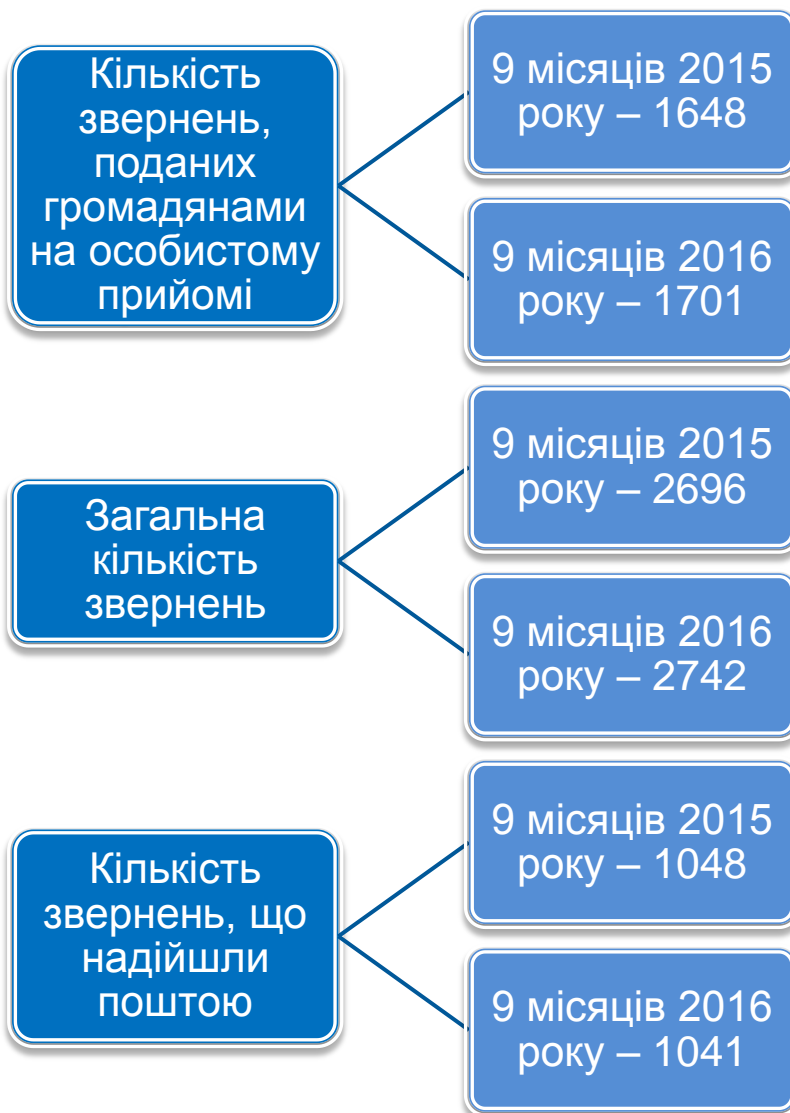 Кількість
звернень,
поданих
громадянами
на особистому
прийомі
9 місяців 2015
року – 1648
9 місяців 2016
року – 1701
Загальна
кількість
звернень
9 місяців 2015
року – 2696
9 місяців 2016
року – 2742
Кількість
звернень, що
надійшли
поштою
9 місяців 2015
року – 1048
9 місяців 2016
року – 1041